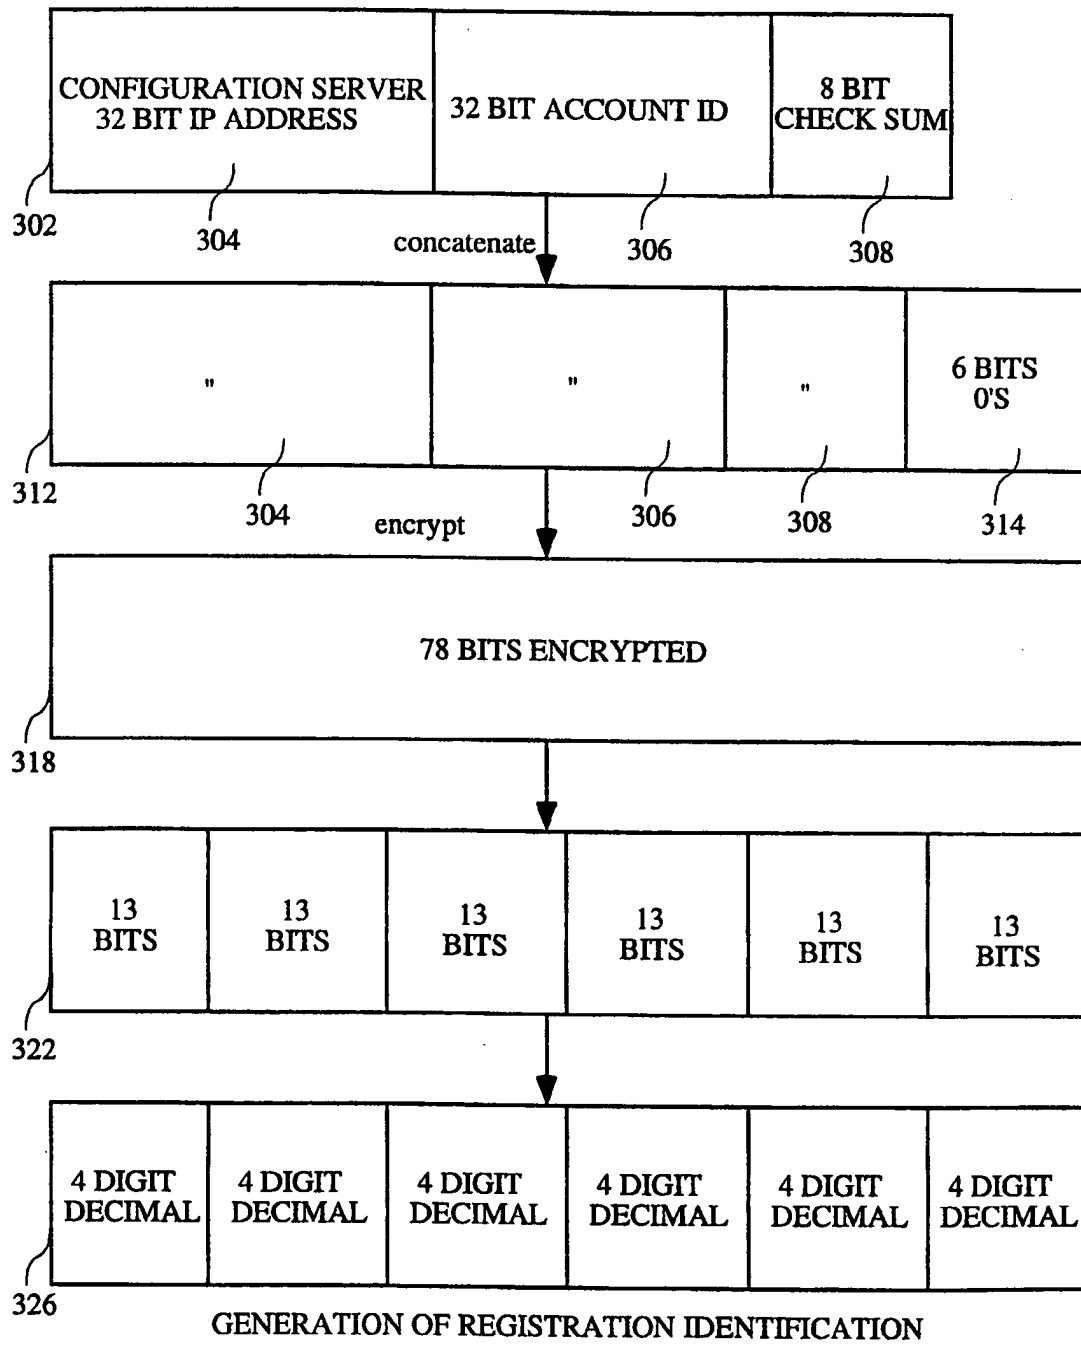 CONFIGURATION SERVER
32 BIT IP ADDRESS
32 BIT ACCOUNT ID
8 BIT
CHECK SUM
302
304
306
308
concatenate
"
"
"
6 BITS
0'S
312
304
306
308
314
encrypt
78 BITS ENCRYPTED
318
13
BITS
13
BITS
13
BITS
13
BITS
13
BITS
13
BITS
322
4 DIGIT
DECIMAL
4 DIGIT
DECIMAL
4 DIGIT
DECIMAL
4 DIGIT
DECIMAL
4 DIGIT
DECIMAL
4 DIGIT
DECIMAL
326
GENERATION OF REGISTRATION IDENTIFICATION